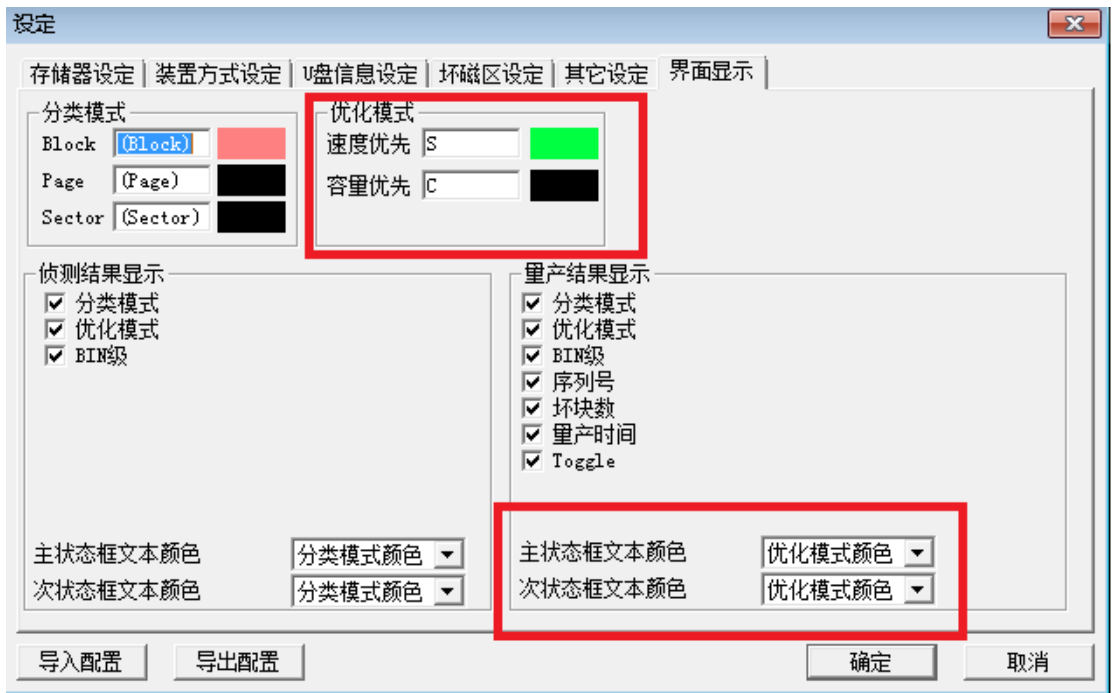 设定
存储器设定 装置方式设定 U盘信息设定 坏磁区设定 其它设定 界面显示
分类模式
Block (Block)
Page (Page)
Sector (Sector)
优化模式
速度优先 S
容量优先 C
侦测结果显示
分类模式
优化模式
BIN级
主状态框文本颜色 分类模式颜色
次状态框文本颜色 分类模式颜色
量产结果显示
分类模式
优化模式
BIN级
序列号
坏块数
量产时间
Toggle
主状态框文本颜色 优化模式颜色
次状态框文本颜色 优化模式颜色
导入配置 导出配置 确定 取消